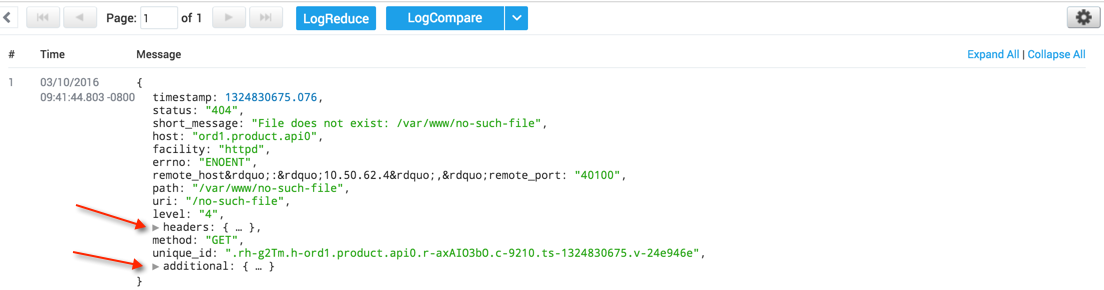 Page: 1 of 1 LogReduce LogCompare
# Time Message Expand All | Collapse All
1 03/10/2016 {
09:41:44.803 -0800 timestamp: 1324830675.076,
status: "404",
short_message: "File does not exist: /var/www/no-such-file",
host: "ord1.product.api0",
facility: "httpd",
errno: "ENOENT",
remote_host&rdquo;:&rdquo;10.50.62.4&rdquo;,&rdquo;remote_port: "40100",
path: "/var/www/no-such-file",
uri: "/no-such-file",
level: "4",
headers: { … },
method: "GET",
unique_id: ".rh-g2Tm.h-ord1.product.api0.r-axAIO3bO.c-9210.ts-1324830675.v-24e946e",
additional: { … }
}